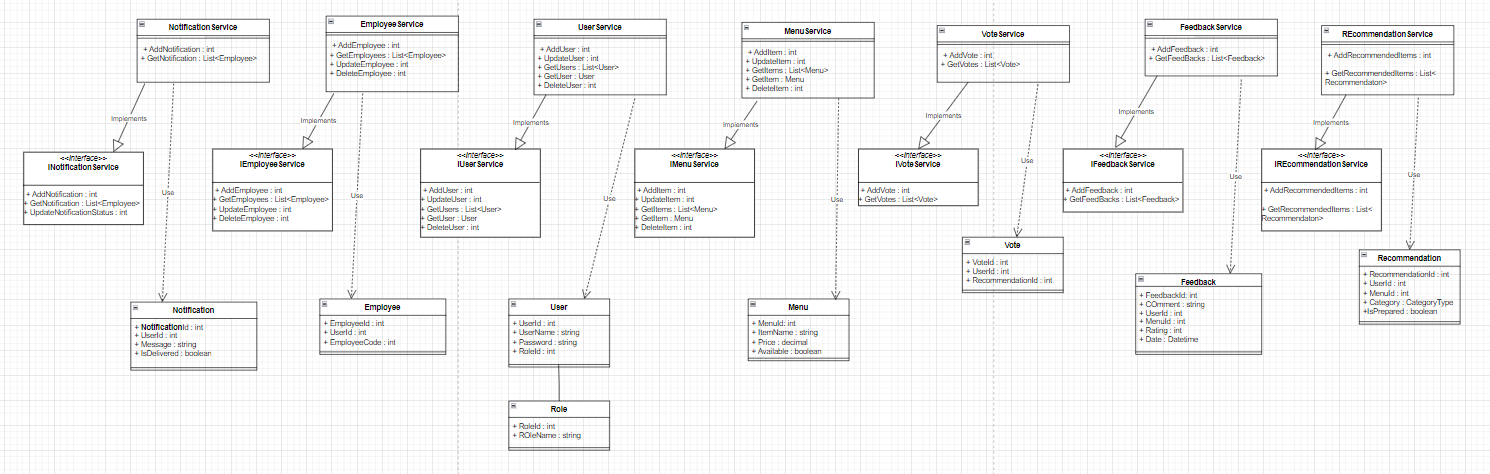 Notification Service
+ AddNotification : int
+ GetNotification : List<Employee>
Employee Service
+ AddEmployee : int
+ GetEmployees : List<Employee>
+ UpdateEmployee : int
+ DeleteEmployee : int
User Service
+ AddUser : int
+ UpdateUser : int
+ GetUsers : List<User>
+ GetUser : User
+ DeleteUser : int
Menu Service
+ AddItem : int
+ UpdateItem : int
+ GetItems : List<Menu>
+ GetItem : Menu
+ DeleteItem : int
Vote Service
+ AddVote : int
+ GetVotes : List<Vote>
Feedback Service
+ AddFeedback : int
+ GetFeedBacks : List<Feedback>
REcommendation Service
+ AddRecommendedItems : int
+ GetRecommendedItems : List<
Recommendaton>
Implements
Implements
Implements
Implements
Implements
Implements
Implements
<<Interface>>
INotification Service
+ AddNotification : int
+ GetNotification : List<Employee>
+ UpdateNotificationStatus : int
<<Interface>>
IEmployee Service
+ AddEmployee : int
+ GetEmployees : List<Employee>
+ UpdateEmployee : int
+ DeleteEmployee : int
<<Interface>>
IUser Service
+ AddUser : int
+ UpdateUser : int
+ GetUsers : List<User>
+ GetUser : User
+ DeleteUser : int
<<Interface>>
IMenu Service
+ AddItem : int
+ UpdateItem : int
+ GetItems : List<Menu>
+ GetItem : Menu
+ DeleteItem : int
<<Interface>>
IVote Service
+ AddVote : int
+ GetVotes : List<Vote>
<<Interface>>
IFeedback Service
+ AddFeedback : int
+ GetFeedBacks : List<Feedback>
<<Interface>>
IREcommendation Service
+ AddRecommendedItems : int
+ GetRecommendedItems : List<
Recommendaton>
Use
Use
Use
Use
Use
Use
Use
Notification
+ NotificationId : int
+ UserId : int
+ Message : string
+ IsDelivered : boolean
Employee
+ EmployeeId : int
+ UserId : int
+ EmployeeCode : int
User
+ UserId : int
+ UserName : string
+ Password : string
+ RoleId : int
Menu
+ MenuId: int
+ ItemName : string
+ Price : decimal
+ Available : boolean
Vote
+ VoteId : int
+ UserId : int
+ RecommendationId : int
Feedback
+ FeedbackId: int
+ COmment : string
+ UserId : int
+ MenuId : int
+ Rating : int
+ Date : Datetime
Recommendation
+ RecommendationId : int
+ UserId : int
+ MenuId : int
+ Category : CategoryType
+IsPrepared : boolean
Role
+ RoleId : int
+ ROleName : string